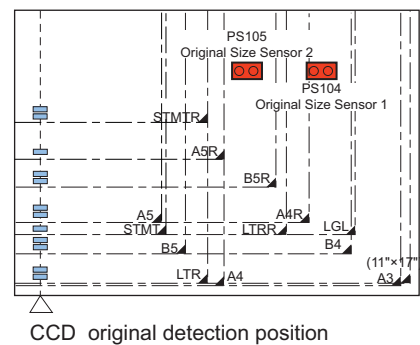 PS105
Original Size Sensor 2
PS104
Original Size Sensor 1
STMTR
A5R
B5R
A5
A4R
STMT
LTRR
LGL
B5
B4
(11"×17")
LTR
A4
A3
CCD original detection position